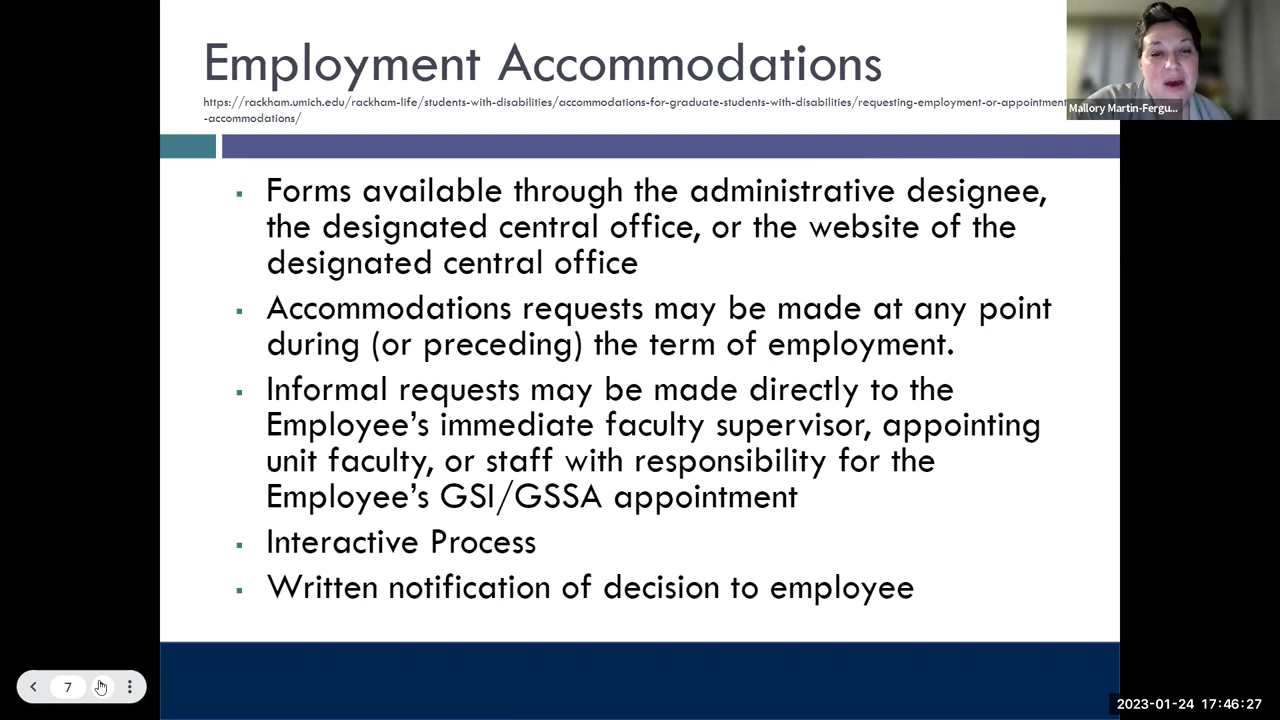 Employment Accommodations
https://rackham.umich.edu/rackham-life/students-with-disabilities/accommodations-for-graduate-students-with-disabilities/requesting-employment-or-appointment
-accommodations/
Mallory Martin-Fergu...
▪ Forms available through the administrative designee,
the designated central office, or the website of the
designated central office
▪ Accommodations requests may be made at any point
during (or preceding) the term of employment.
▪ Informal requests may be made directly to the
Employee’s immediate faculty supervisor, appointing
unit faculty, or staff with responsibility for the
Employee’s GSI/GSSA appointment
▪ Interactive Process
▪ Written notification of decision to employee
7
2023-01-24 17:46:27